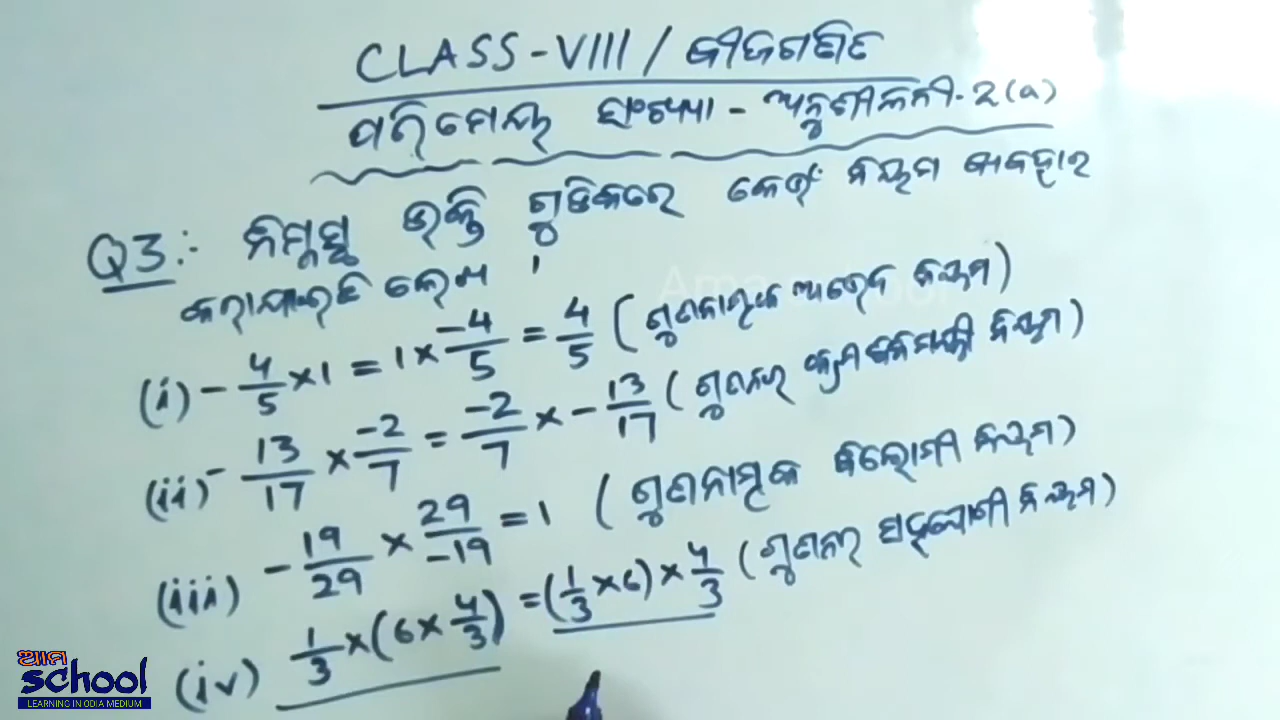 CLASS-VIII / ବୀଜଗଣିତ
ପରିମେୟ ସଂଖ୍ୟା - ଅନୁଶୀଳନୀ-2(a)
Q3:- ନିମ୍ନସ୍ଥ ଉକ୍ତି ଗୁଡିକରେ କେଉଁ ନିୟମ ବ୍ୟବହାର
କରାଯାଇଛି ଲେଖ ।
(i) - 4/5 × 1 = 1 × -4/5 = 4/5 (ଗୁଣନାତ୍ମକ ଅଭେଦ ନିୟମ)
(ii) - 13/17 × -2/7 = -2/7 × - 13/17 (ଗୁଣନର କ୍ରମବିନିମୟୀ ନିୟମ)
(iii) - 19/29 × 29/-19 = 1 (ଗୁଣନାତ୍ମକ ବିଲୋମୀ ନିୟମ)
(iv) 1/3 × (6 × 4/3) = (1/3 × 6) × 4/3 (ଗୁଣନର ସହଯୋଗୀ ନିୟମ)
ଆମ
school
LEARNING IN ODIA MEDIUM